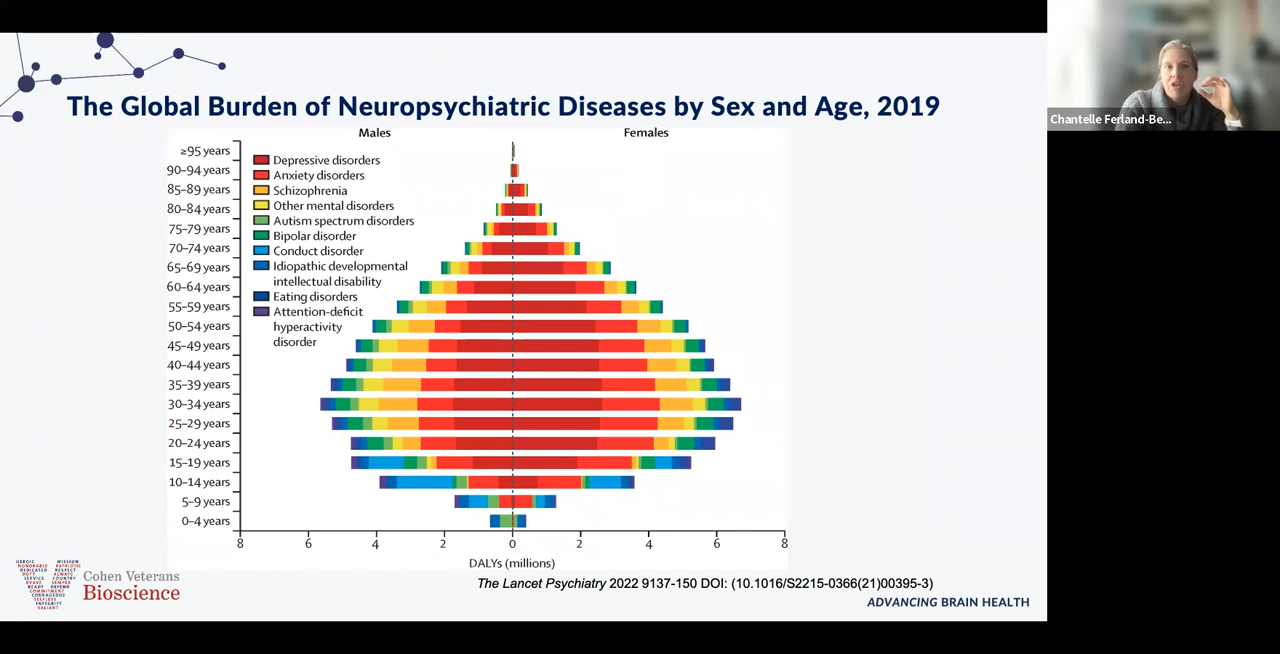 The Global Burden of Neuropsychiatric Diseases by Sex and Age, 2019
Males
Females
≥95 years
90–94 years
85–89 years
80–84 years
75–79 years
70–74 years
65–69 years
60–64 years
55–59 years
50–54 years
45–49 years
40–44 years
35–39 years
30–34 years
25–29 years
20–24 years
15–19 years
10–14 years
5–9 years
0–4 years
Depressive disorders
Anxiety disorders
Schizophrenia
Other mental disorders
Autism spectrum disorders
Bipolar disorder
Conduct disorder
Idiopathic developmental
intellectual disability
Eating disorders
Attention-deficit
hyperactivity
disorder
8 6 4 2 0 2 4 6 8
DALYs (millions)
The Lancet Psychiatry 2022 9137-150 DOI: (10.1016/S2215-0366(21)00395-3)
Cohen Veterans
Bioscience
ADVANCING BRAIN HEALTH
Chantelle Ferland-Be...